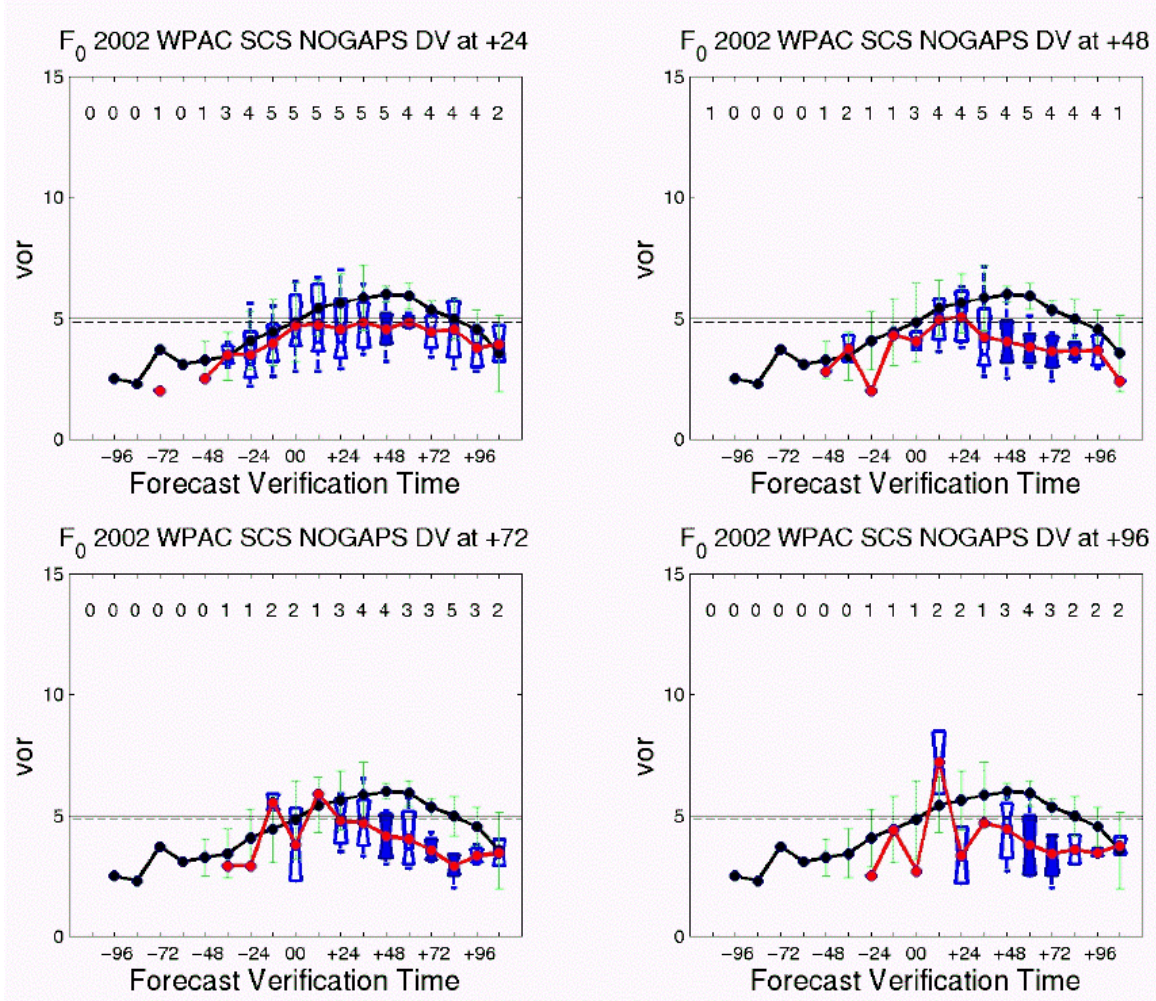 F0 2002 WPAC SCS NOGAPS DV at +24
15
0 0 0 1 0 1 3 4 5 5 5 5 5 5 4 4 4 4 2
10
vor
5
0
−96 −72 −48 −24 00 +24 +48 +72 +96
Forecast Verification Time
F0 2002 WPAC SCS NOGAPS DV at +48
15
1 0 0 0 0 1 2 1 1 3 4 4 5 4 5 4 4 4 1
10
vor
5
0
−96 −72 −48 −24 00 +24 +48 +72 +96
Forecast Verification Time
F0 2002 WPAC SCS NOGAPS DV at +72
15
0 0 0 0 0 0 1 1 2 2 1 3 4 4 3 3 5 3 2
10
vor
5
0
−96 −72 −48 −24 00 +24 +48 +72 +96
Forecast Verification Time
F0 2002 WPAC SCS NOGAPS DV at +96
15
0 0 0 0 0 0 0 1 1 1 2 2 1 3 4 3 2 2 2
10
vor
5
0
−96 −72 −48 −24 00 +24 +48 +72 +96
Forecast Verification Time